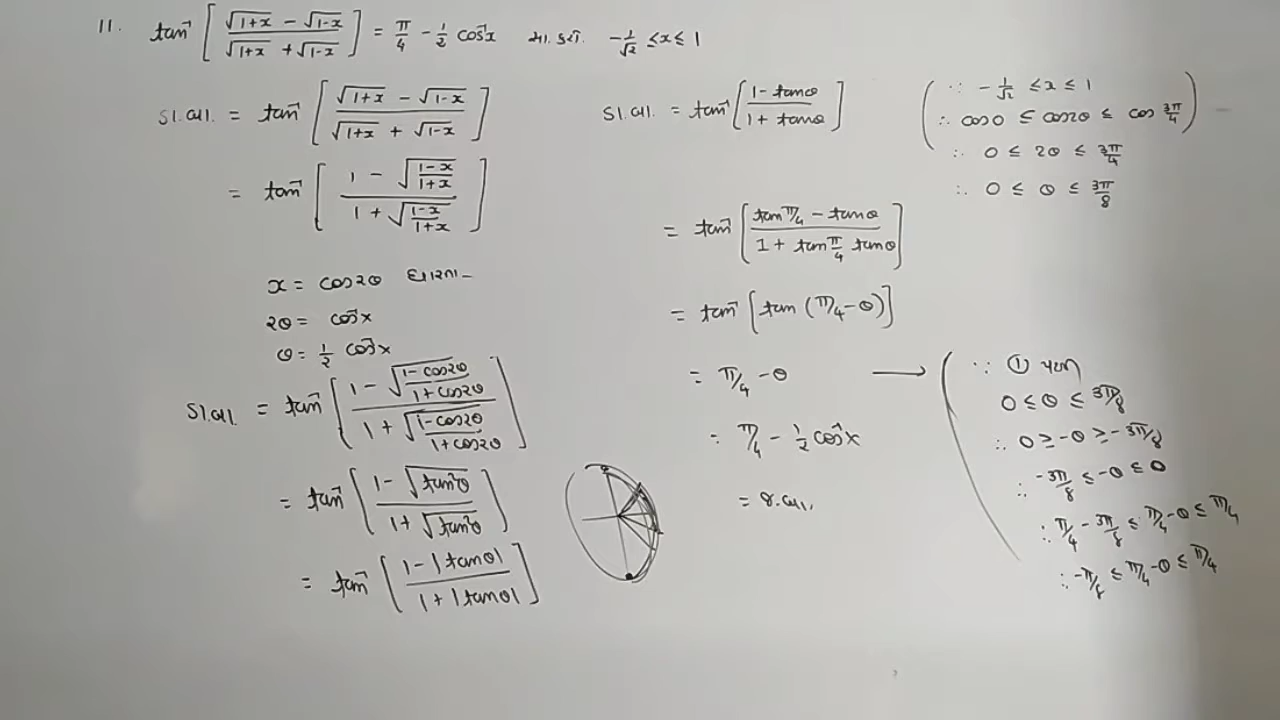 11. tan⁻¹ [ (√(1+x) − √(1−x)) / (√(1+x) + √(1−x)) ] = π/4 − 1/2 cos⁻¹x સા. કરો. −1/√2 ≤ x ≤ 1
ડા.બા. = tan⁻¹ [ (√(1+x) − √(1−x)) / (√(1+x) + √(1−x)) ]
= tan⁻¹ [ (1 − √((1−x)/(1+x))) / (1 + √((1−x)/(1+x))) ]
x = cos2θ ધારતા
2θ = cos⁻¹x
θ = 1/2 cos⁻¹x
ડા.બા. = tan⁻¹ [ (1 − √((1−cos2θ)/(1+cos2θ))) / (1 + √((1−cos2θ)/(1+cos2θ))) ]
= tan⁻¹ [ (1 − √(tan²θ)) / (1 + √(tan²θ)) ]
= tan⁻¹ [ (1 − |tanθ|) / (1 + |tanθ|) ]
ડા.બા. = tan⁻¹ [ (1 − tanθ) / (1 + tanθ) ]
= tan⁻¹ [ (tan π/4 − tanθ) / (1 + tan π/4 tanθ) ]
= tan⁻¹ [ tan (π/4 − θ) ]
= π/4 − θ →
= π/4 − 1/2 cos⁻¹x
= જ.બા.
∵ −1/√2 ≤ x ≤ 1
∴ cos0 ≤ cos2θ ≤ cos 3π/4
∴ 0 ≤ 2θ ≤ 3π/4
∴ 0 ≤ θ ≤ 3π/8
∵ ① પરથી
0 ≤ θ ≤ 3π/8
∴ 0 ≥ −θ ≥ −3π/8
∴ −3π/8 ≤ −θ ≤ 0
∴ π/4 − 3π/8 ≤ π/4 − θ ≤ π/4
∴ −π/8 ≤ π/4 − θ ≤ π/4